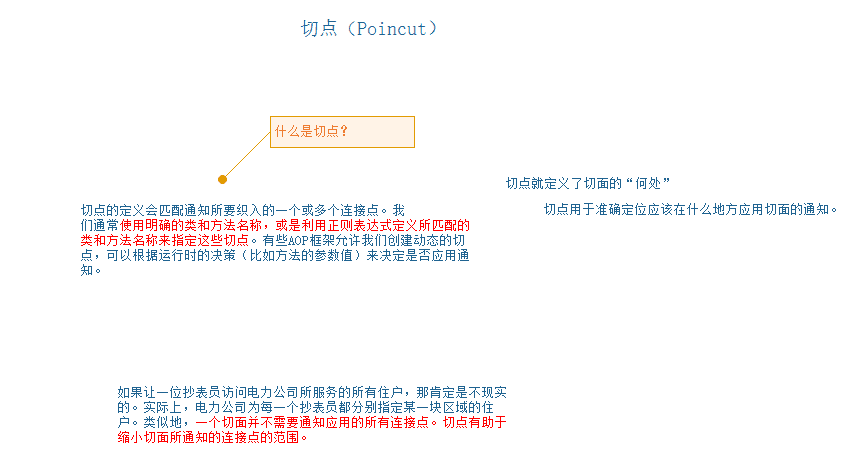 切点（Poincut）
什么是切点？
切点就定义了切面的“何处”
切点用于准确定位应该在什么地方应用切面的通知。
切点的定义会匹配通知所要织入的一个或多个连接点。我
们通常使用明确的类和方法名称，或是利用正则表达式定义所匹配的
类和方法名称来指定这些切点。有些AOP框架允许我们创建动态的切
点，可以根据运行时的决策（比如方法的参数值）来决定是否应用通
知。
如果让一位抄表员访问电力公司所服务的所有住户，那肯定是不现实
的。实际上，电力公司为每一个抄表员都分别指定某一块区域的住
户。类似地，一个切面并不需要通知应用的所有连接点。切点有助于
缩小切面所通知的连接点的范围。